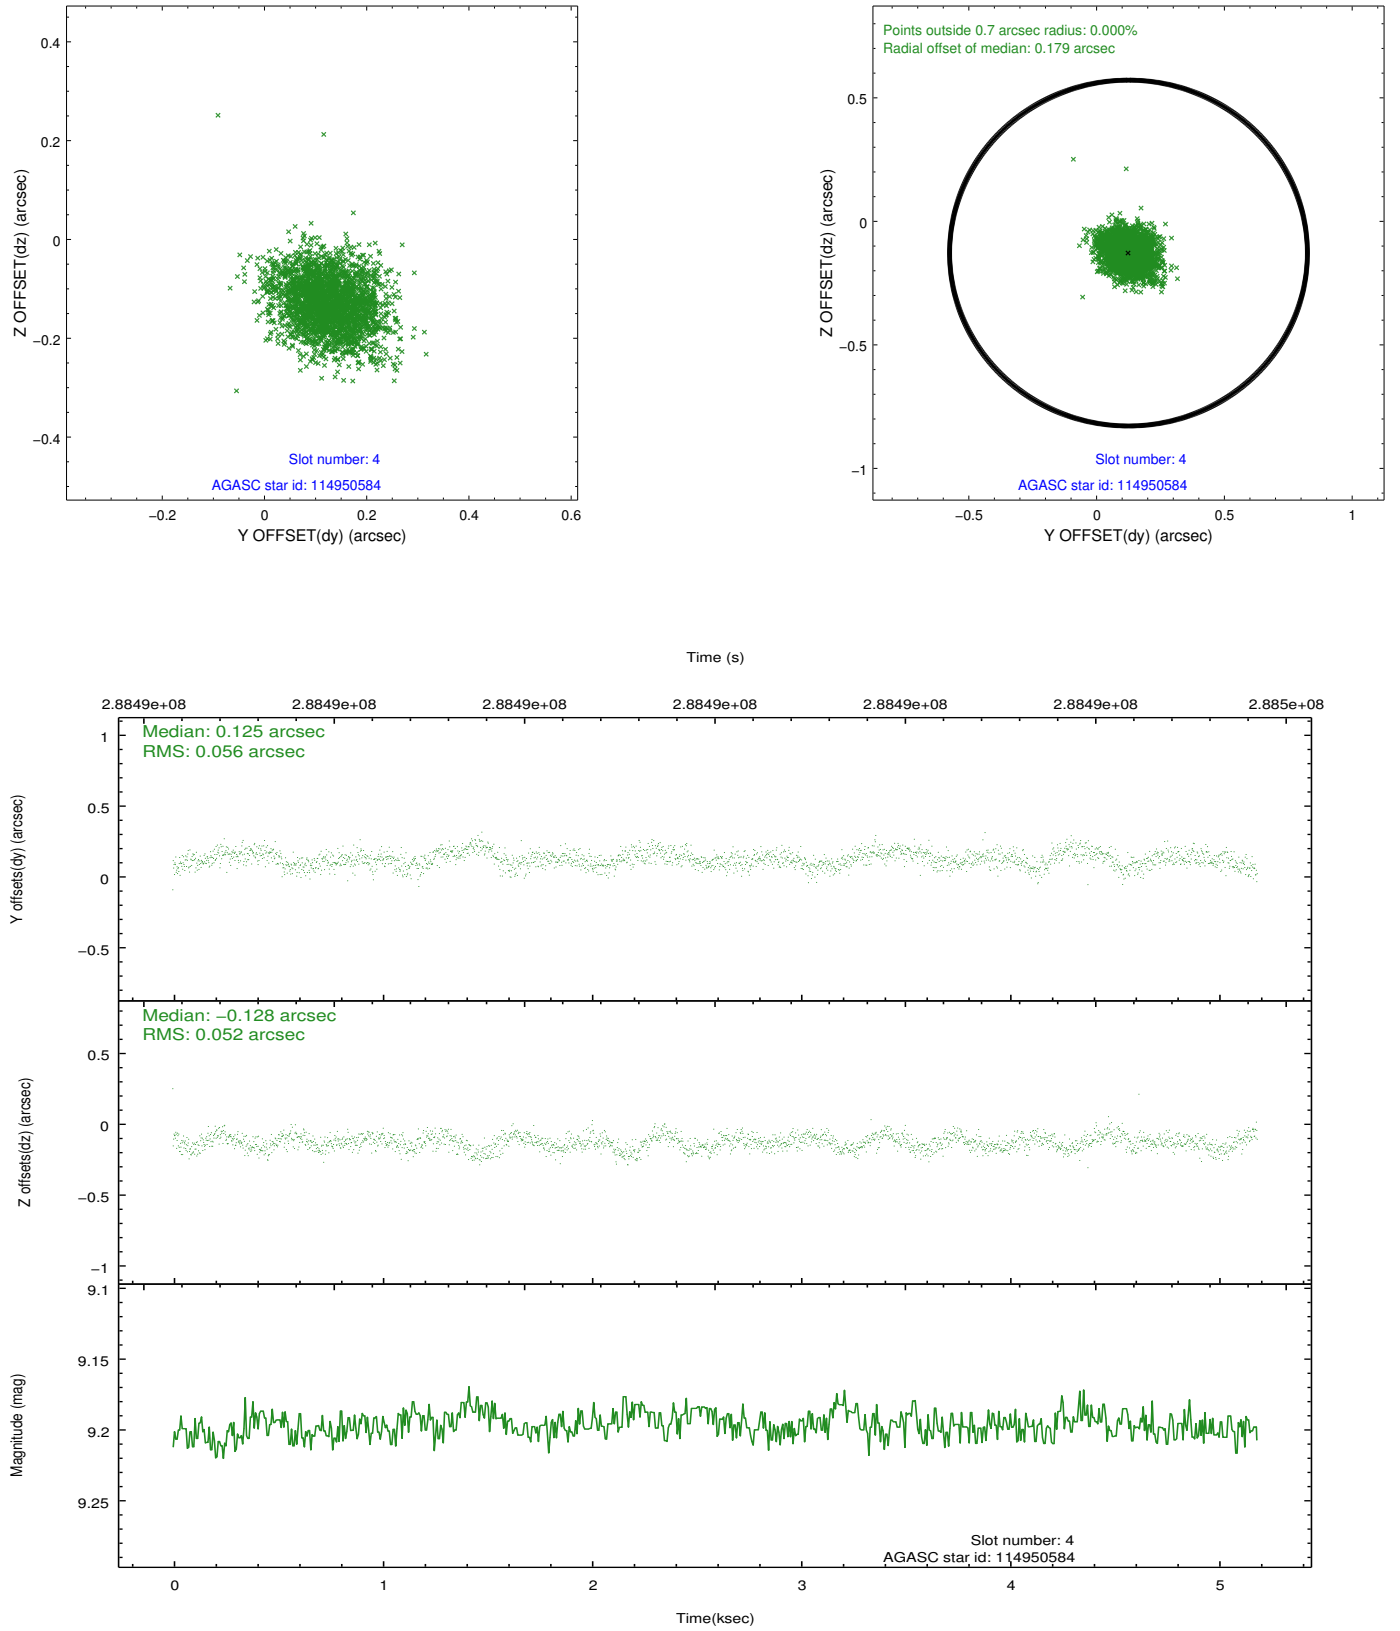 0.4
0.2
0
−0.2
−0.4
Z OFFSET(dz) (arcsec)
Slot number: 4
AGASC star id: 114950584
−0.2 0 0.2 0.4 0.6
Y OFFSET(dy) (arcsec)
Points outside 0.7 arcsec radius: 0.000%
Radial offset of median: 0.179 arcsec
0.5
0
−0.5
−1
Z OFFSET(dz) (arcsec)
Slot number: 4
AGASC star id: 114950584
−0.5 0 0.5 1
Y OFFSET(dy) (arcsec)
Time (s)
2.8849e+08 2.8849e+08 2.8849e+08 2.8849e+08 2.8849e+08 2.8849e+08 2.885e+08
Median: 0.125 arcsec
RMS: 0.056 arcsec
1
0.5
0
−0.5
Y offsets(dy) (arcsec)
Median: −0.128 arcsec
RMS: 0.052 arcsec
0.5
0
−0.5
−1
Z offsets(dz) (arcsec)
9.1
9.15
9.2
9.25
Magnitude (mag)
Slot number: 4
AGASC star id: 114950584
0 1 2 3 4 5
Time(ksec)